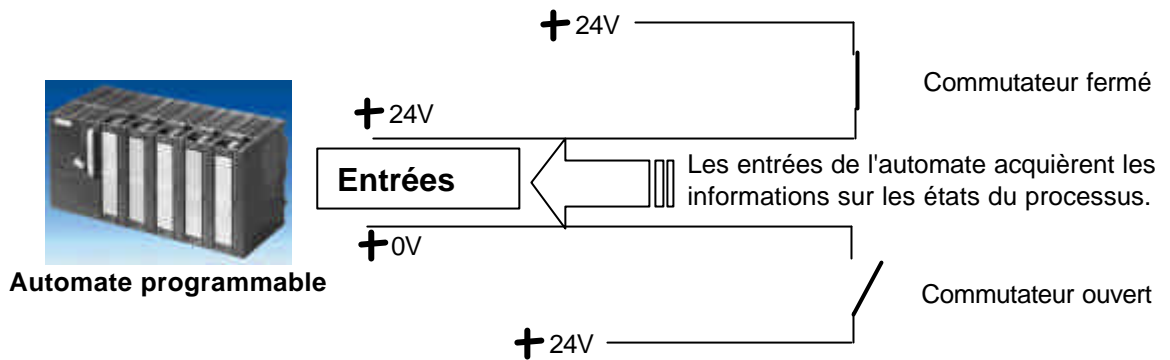 + 24V
Commutateur fermé
+ 24V
Entrées
Les entrées de l'automate acquièrent les
informations sur les états du processus.
+ 0V
Automate programmable
Commutateur ouvert
+ 24V